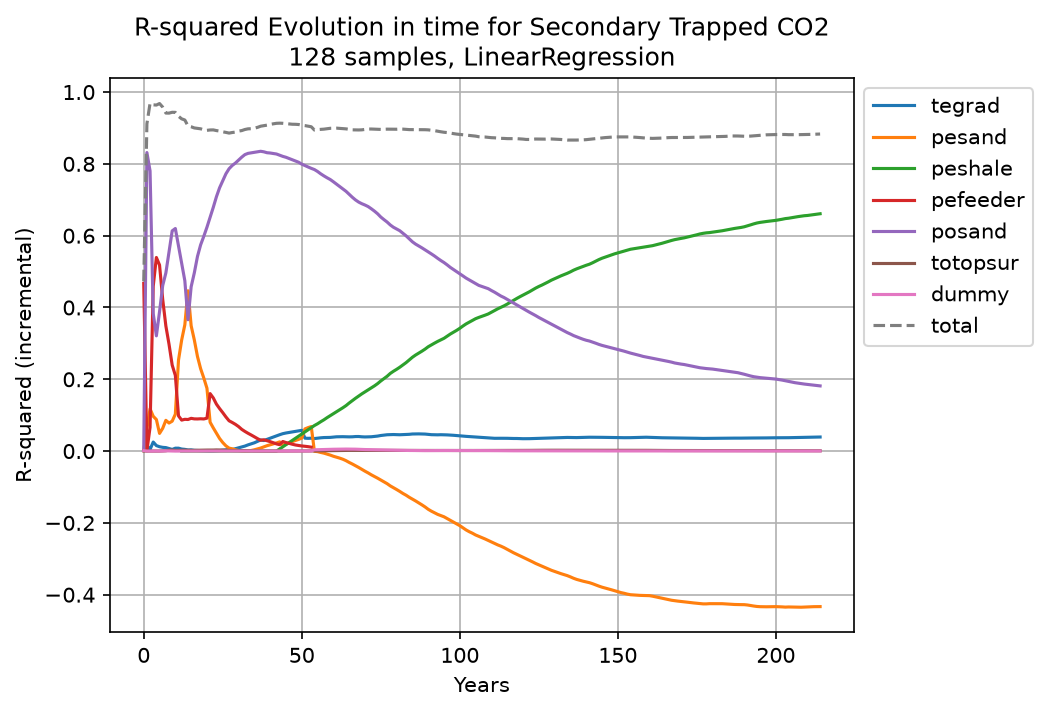 R-squared Evolution in time for Secondary Trapped CO2
128 samples, LinearRegression
R-squared (incremental)
1.0
0.8
0.6
0.4
0.2
0.0
−0.2
−0.4
0 50 100 150 200
Years
tegrad
pesand
peshale
pefeeder
posand
totopsur
dummy
total